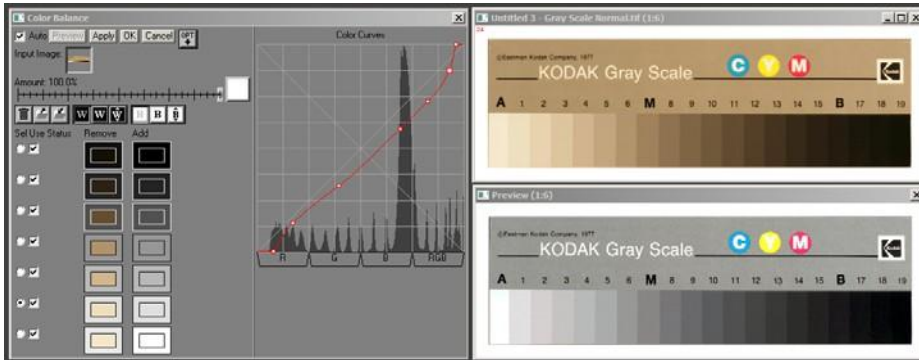 Color Balance
Auto Preview Apply OK Cancel OPT
Input Image:
Amount: 100.0%
W W W B B B
Sel Use Status Remove Add
Color Curves
R G B RGB
Untitled 3 - Gray Scale Normal.tif (1:6)
24
©Eastman Kodak Company, 1977
KODAK Gray Scale
C Y M
A 1 2 3 4 5 6 M 8 9 10 11 12 13 14 15 B 17 18 19
Preview (1:6)
©Eastman Kodak Company, 1977
KODAK Gray Scale
C Y M
A 1 2 3 4 5 6 M 8 9 10 11 12 13 14 15 B 17 18 19